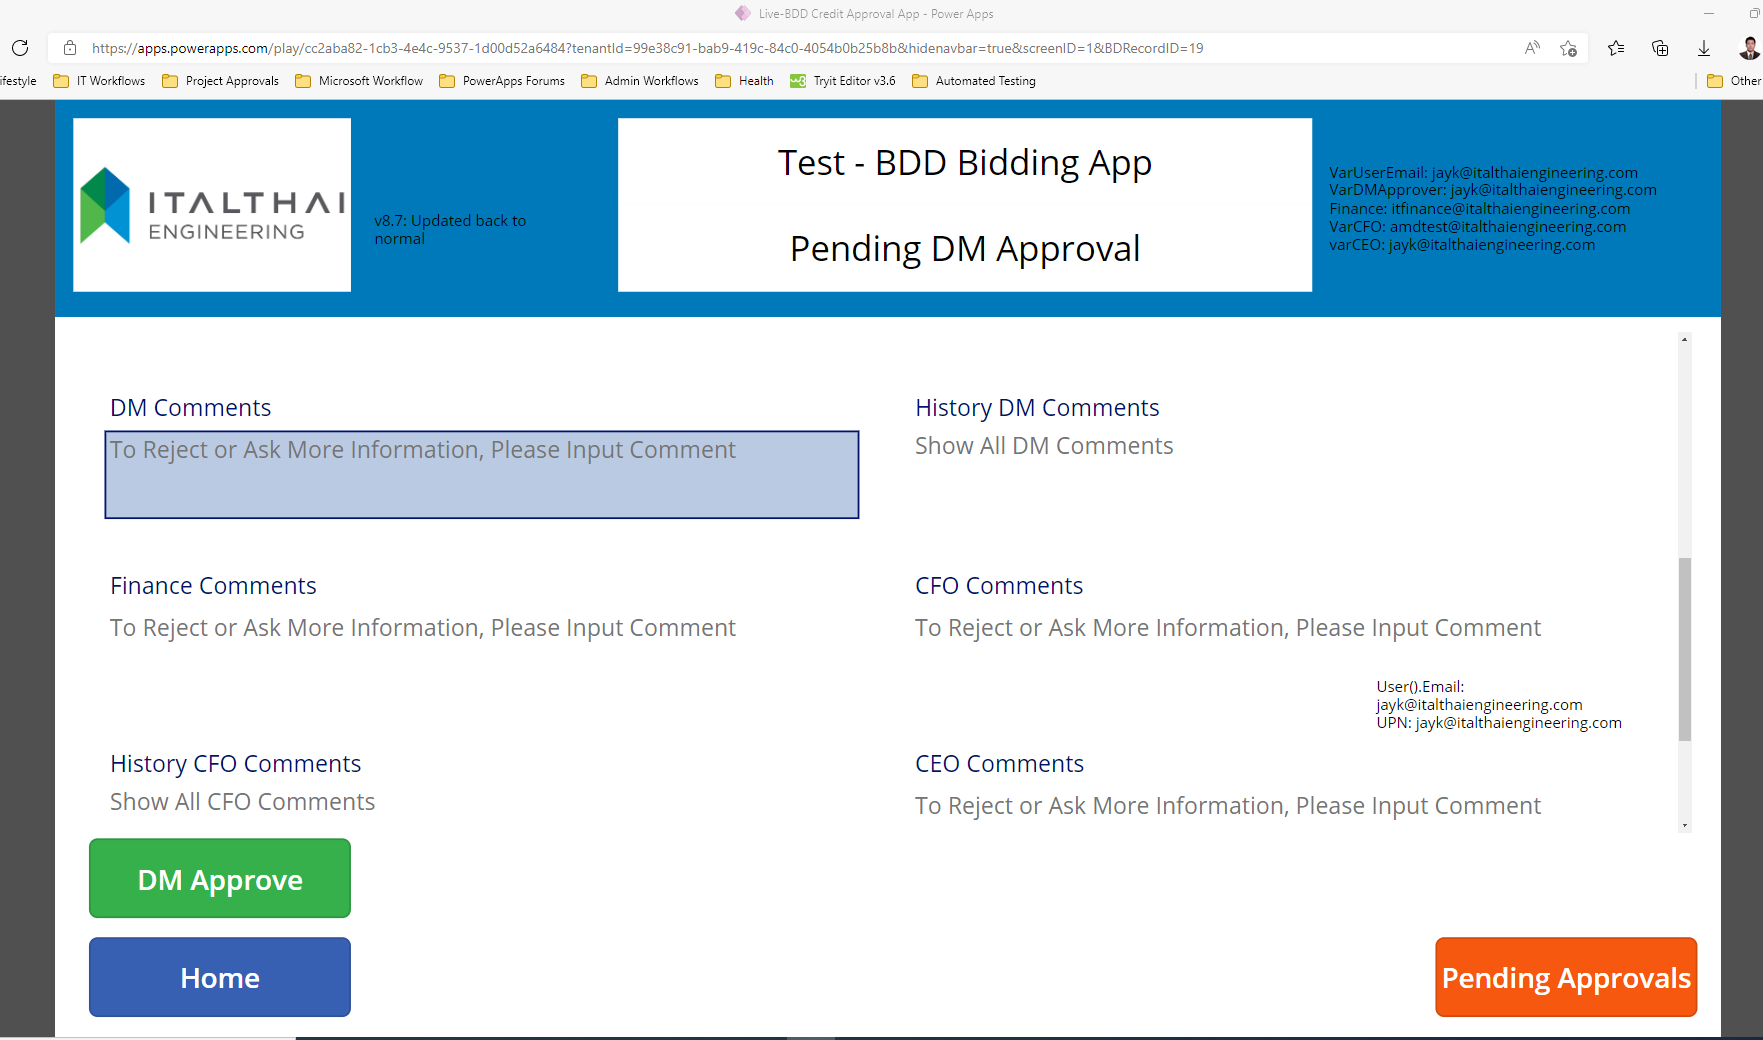 Live-BDD Credit Approval App - Power Apps
https://apps.powerapps.com/play/cc2aba82-1cb3-4e4c-9537-1d00d52a6484?tenantId=99e38c91-bab9-419c-84c0-4054b0b25b8b&hidenavbar=true&screenID=1&BDRecordID=19
ifestyle IT Workflows Project Approvals Microsoft Workflow PowerApps Forums Admin Workflows Health Tryit Editor v3.6 Automated Testing Other
ITALTHAI
ENGINEERING
v8.7: Updated back to
normal
Test - BDD Bidding App
Pending DM Approval
VarUserEmail: jayk@italthaiengineering.com
VarDMApprover: jayk@italthaiengineering.com
Finance: itfinance@italthaiengineering.com
VarCFO: amdtest@italthaiengineering.com
varCEO: jayk@italthaiengineering.com
DM Comments
To Reject or Ask More Information, Please Input Comment
History DM Comments
Show All DM Comments
Finance Comments
To Reject or Ask More Information, Please Input Comment
CFO Comments
To Reject or Ask More Information, Please Input Comment
User().Email:
jayk@italthaiengineering.com
UPN: jayk@italthaiengineering.com
History CFO Comments
Show All CFO Comments
CEO Comments
To Reject or Ask More Information, Please Input Comment
DM Approve
Home
Pending Approvals